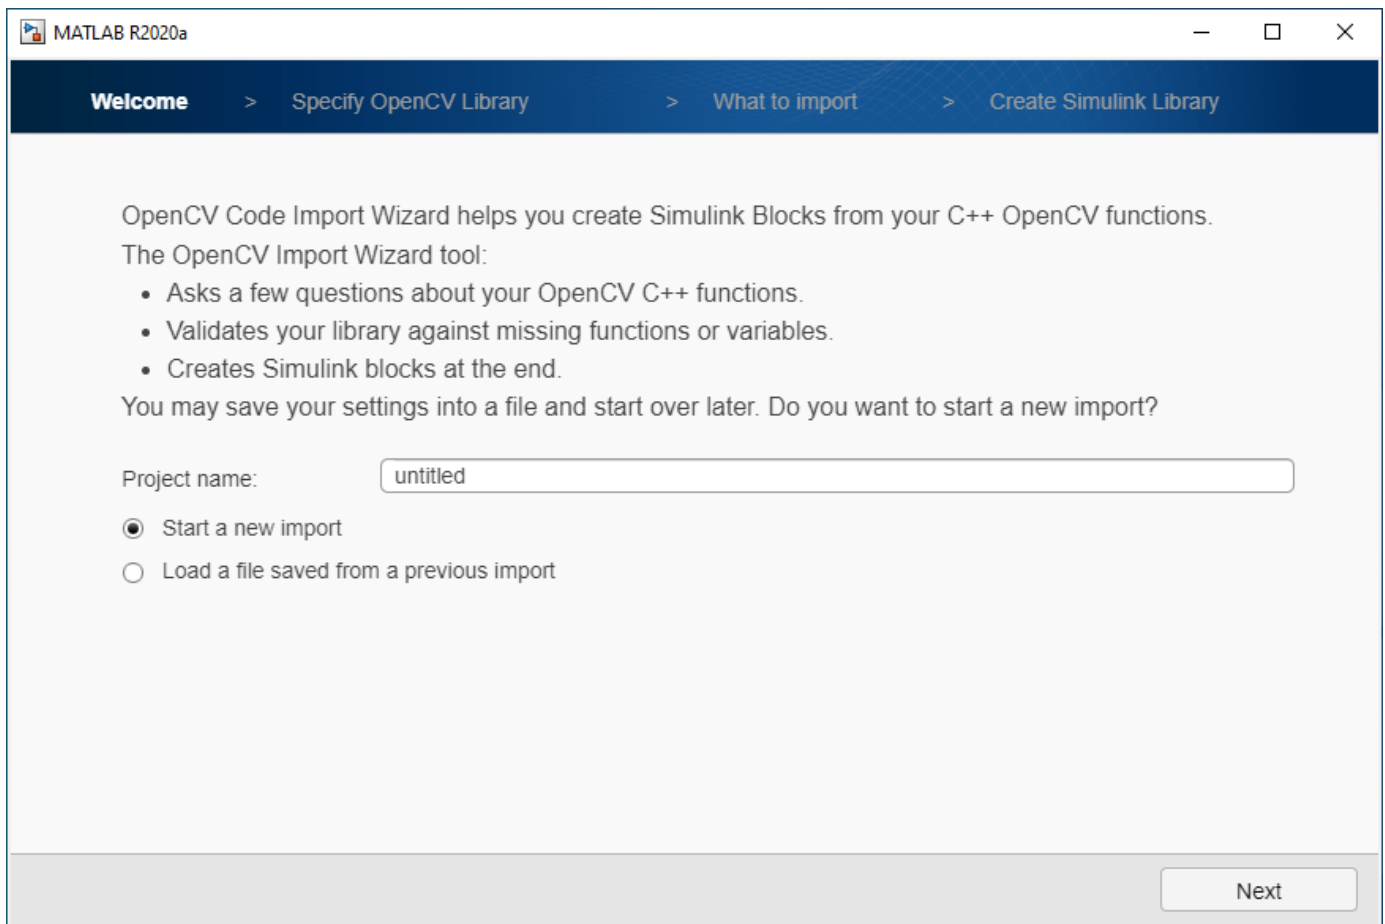 MATLAB R2020a
Welcome > Specify OpenCV Library > What to import > Create Simulink Library
OpenCV Code Import Wizard helps you create Simulink Blocks from your C++ OpenCV functions.
The OpenCV Import Wizard tool:
• Asks a few questions about your OpenCV C++ functions.
• Validates your library against missing functions or variables.
• Creates Simulink blocks at the end.
You may save your settings into a file and start over later. Do you want to start a new import?
Project name: untitled
Start a new import
Load a file saved from a previous import
Next